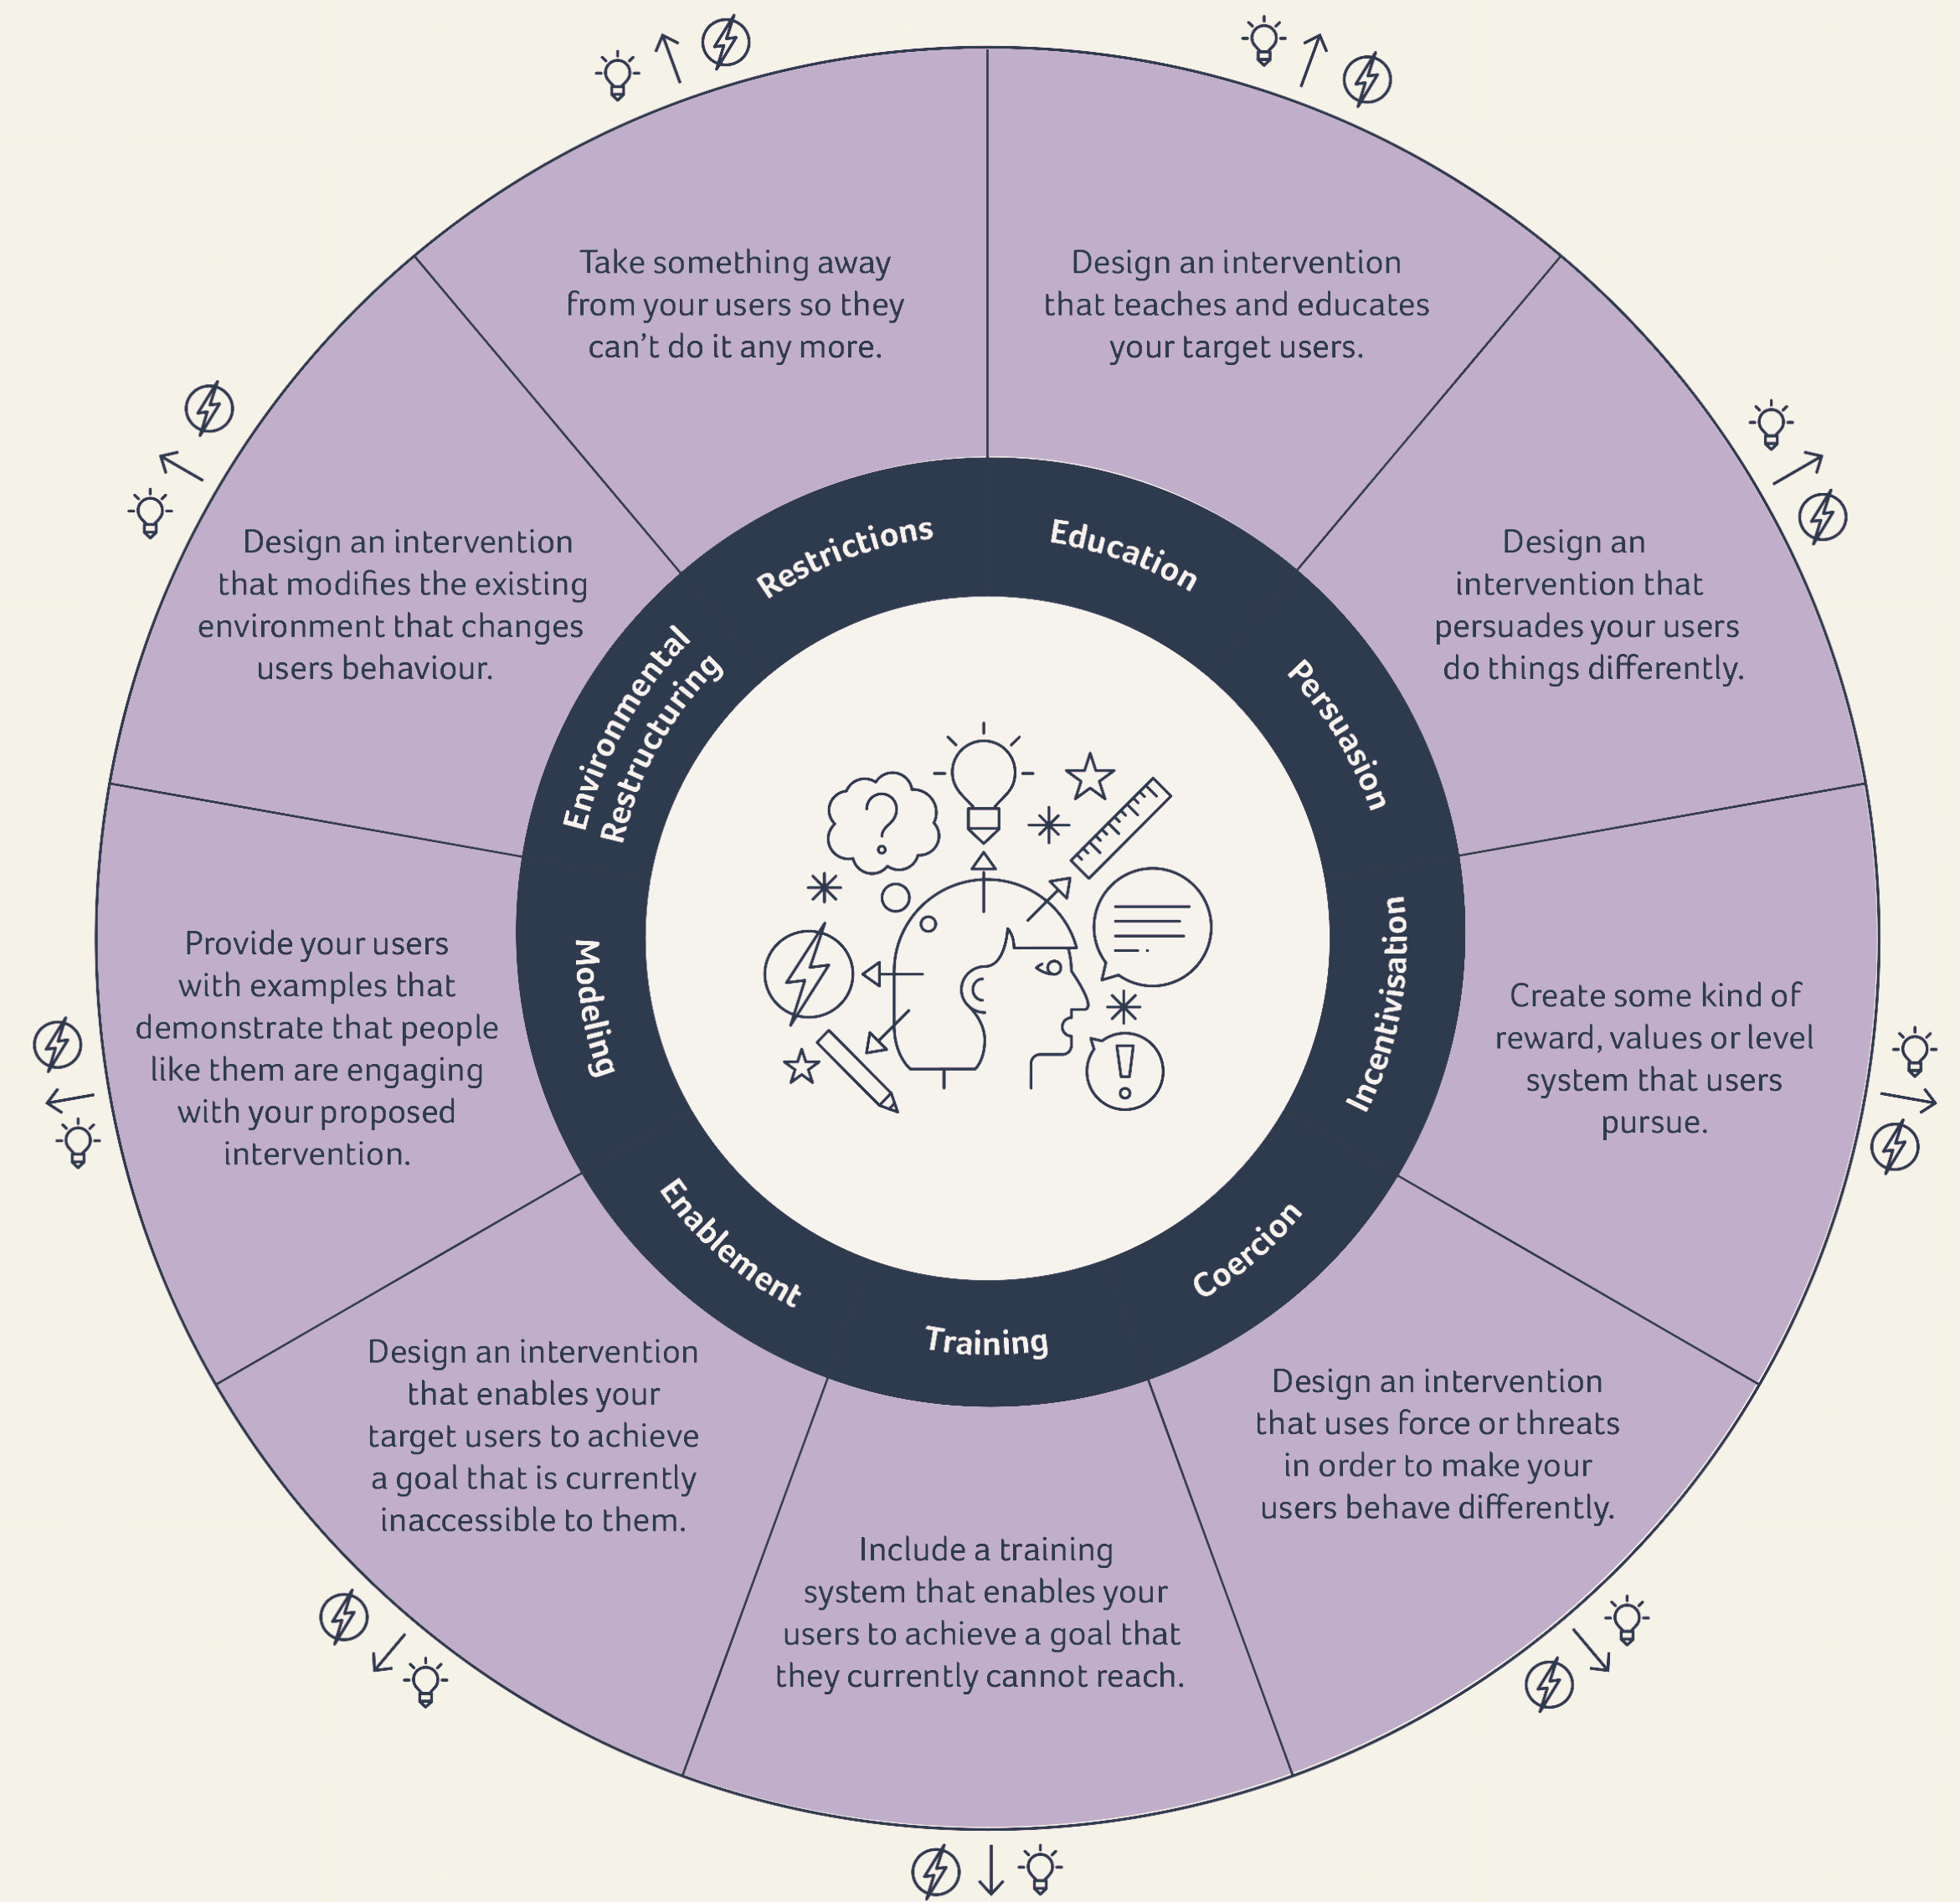 Education
Design an intervention
that teaches and educates
your target users.
Persuasion
Design an
intervention that
persuades your users
do things differently.
Incentivisation
Create some kind of
reward, values or level
system that users
pursue.
Coercion
Design an intervention
that uses force or threats
in order to make your
users behave differently.
Training
Include a training
system that enables your
users to achieve a goal that
they currently cannot reach.
Enablement
Design an intervention
that enables your
target users to achieve
a goal that is currently
inaccessible to them.
Modeling
Provide your users
with examples that
demonstrate that people
like them are engaging
with your proposed
intervention.
Environmental
Restructuring
Design an intervention
that modifies the existing
environment that changes
users behaviour.
Restrictions
Take something away
from your users so they
can’t do it any more.
?
!